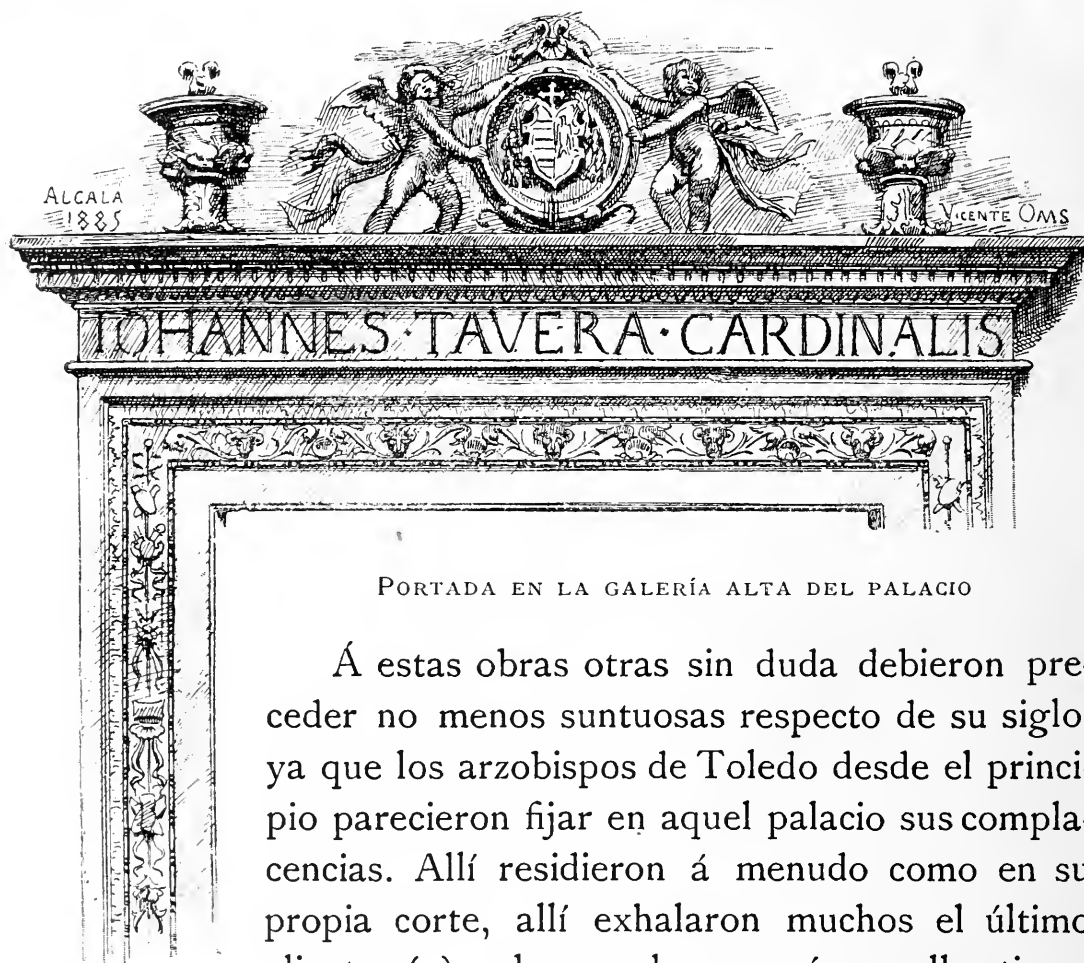 ALCALA
1885
VICENTE OMS
IOHANNES·TAVERA·CARDINALIS
PORTADA EN LA GALERÍA ALTA DEL PALACIO
Á estas obras otras sin duda debieron pre-
ceder no menos suntuosas respecto de su siglo,
ya que los arzobispos de Toledo desde el princi-
pio parecieron fijar en aquel palacio sus compla-
cencias. Allí residieron á menudo como en su
propia corte, allí exhalaron muchos el último